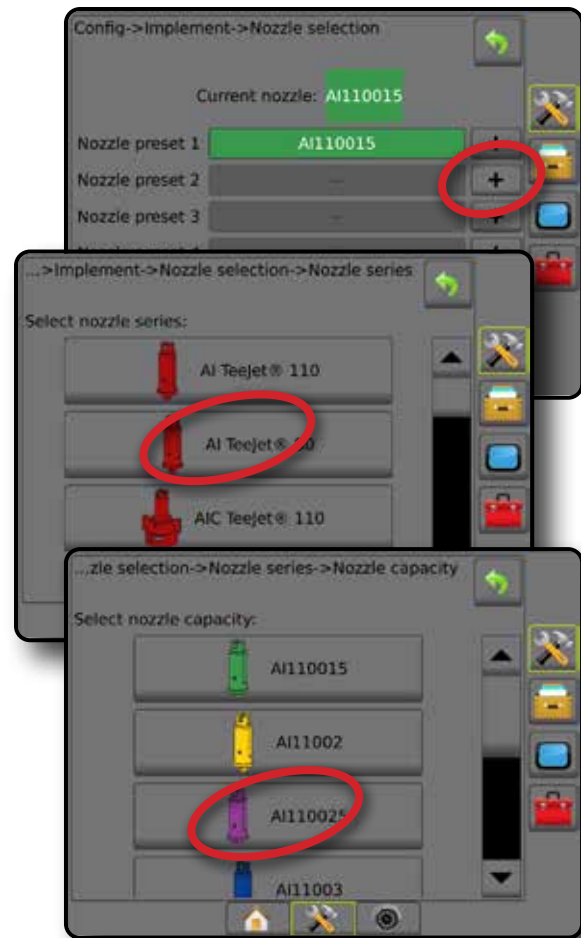 Config->Implement->Nozzle selection
Current nozzle: AI110015
Nozzle preset 1 AI110015 +
Nozzle preset 2 -- +
Nozzle preset 3 -- +
...>Implement->Nozzle selection->Nozzle series
Select nozzle series:
AI TeeJet® 110
AI TeeJet® 80
AIC TeeJet® 110
...zle selection->Nozzle series->Nozzle capacity
Select nozzle capacity:
AI110015
AI11002
AI110025
AI11003